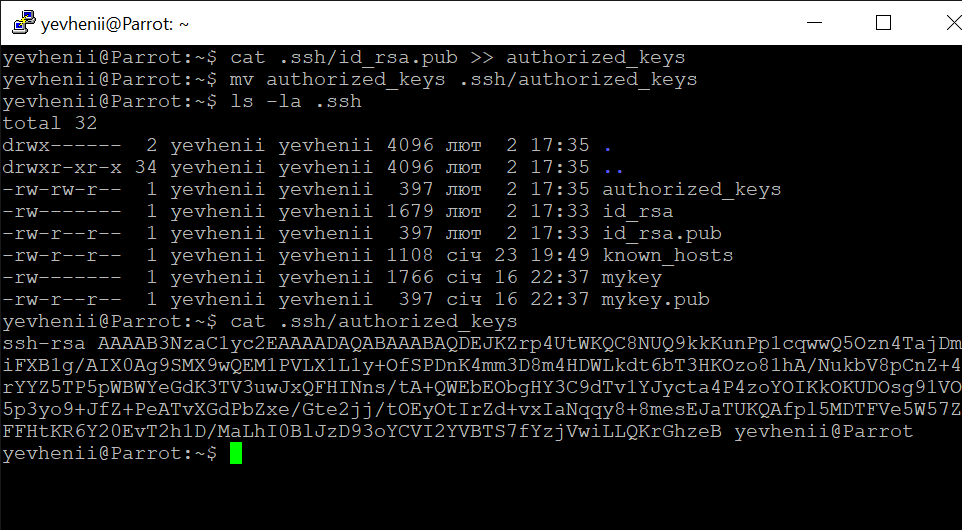 yevhenii@Parrot: ~
yevhenii@Parrot:~$ cat .ssh/id_rsa.pub >> authorized_keys
yevhenii@Parrot:~$ mv authorized_keys .ssh/authorized_keys
yevhenii@Parrot:~$ ls -la .ssh
total 32
drwx------  2 yevhenii yevhenii 4096 лют  2 17:35 .
drwxr-xr-x 34 yevhenii yevhenii 4096 лют  2 17:35 ..
-rw-rw-r--  1 yevhenii yevhenii  397 лют  2 17:35 authorized_keys
-rw-------  1 yevhenii yevhenii 1679 лют  2 17:33 id_rsa
-rw-r--r--  1 yevhenii yevhenii  397 лют  2 17:33 id_rsa.pub
-rw-r--r--  1 yevhenii yevhenii 1108 січ 23 19:49 known_hosts
-rw-------  1 yevhenii yevhenii 1766 січ 16 22:37 mykey
-rw-r--r--  1 yevhenii yevhenii  397 січ 16 22:37 mykey.pub
yevhenii@Parrot:~$ cat .ssh/authorized_keys
ssh-rsa AAAAB3NzaC1yc2EAAAADAQABAAABAQDEJKZrp4UtWKQC8NUQ9kkKunPp1cqwwQ5Ozn4TajDm
iFXB1g/AIX0Ag9SMX9wQEM1PVLX1L1y+OfSPDnK4mm3D8m4HDWLkdt6bT3HKOzo81hA/NukbV8pCnZ+4
rYYZ5TP5pWBWYeGdK3TV3uwJxQFHINns/tA+QWEbEObgHY3C9dTv1YJycta4P4zoYOIKkOKUDOsg91VO
5p3yo9+JfZ+PeATvXGdPbZxe/Gte2jj/tOEyOtIrZd+vxIaNqqy8+8mesEJaTUKQAfpl5MDTFVe5W57Z
FFHtKR6Y20EvT2h1D/MaLhI0BlJzD93oYCVI2YVBTS7fYzjVwiLLQKrGhzeB yevhenii@Parrot
yevhenii@Parrot:~$